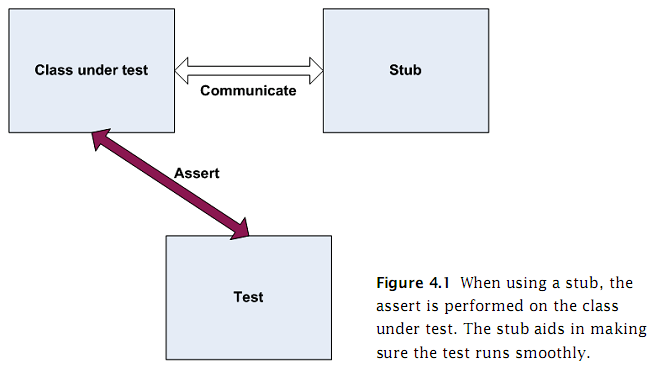 Class under test
Stub
Communicate
Assert
Test
Figure 4.1 When using a stub, the
assert is performed on the class
under test. The stub aids in making
sure the test runs smoothly.